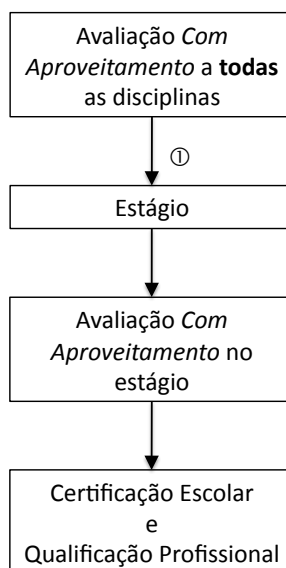 Avaliação Com
Aproveitamento a todas
as disciplinas
①
Estágio
Avaliação Com
Aproveitamento no
estágio
Certificação Escolar
e
Qualificação Profissional